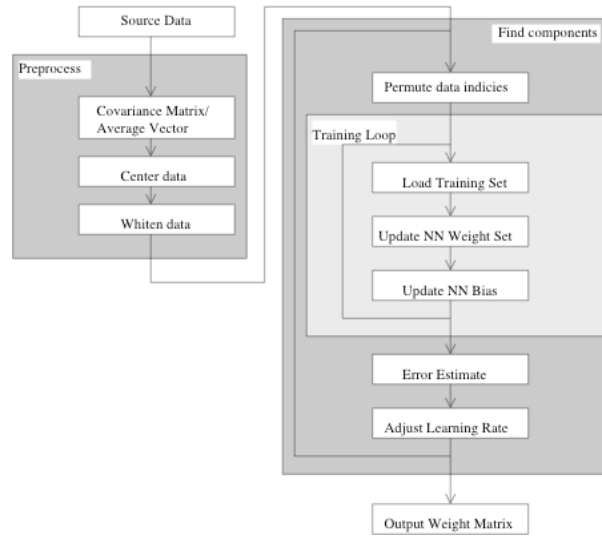 Source Data
Preprocess
Covariance Matrix/
Average Vector
Center data
Whiten data
Find components
Permute data indicies
Training Loop
Load Training Set
Update NN Weight Set
Update NN Bias
Error Estimate
Adjust Learning Rate
Output Weight Matrix